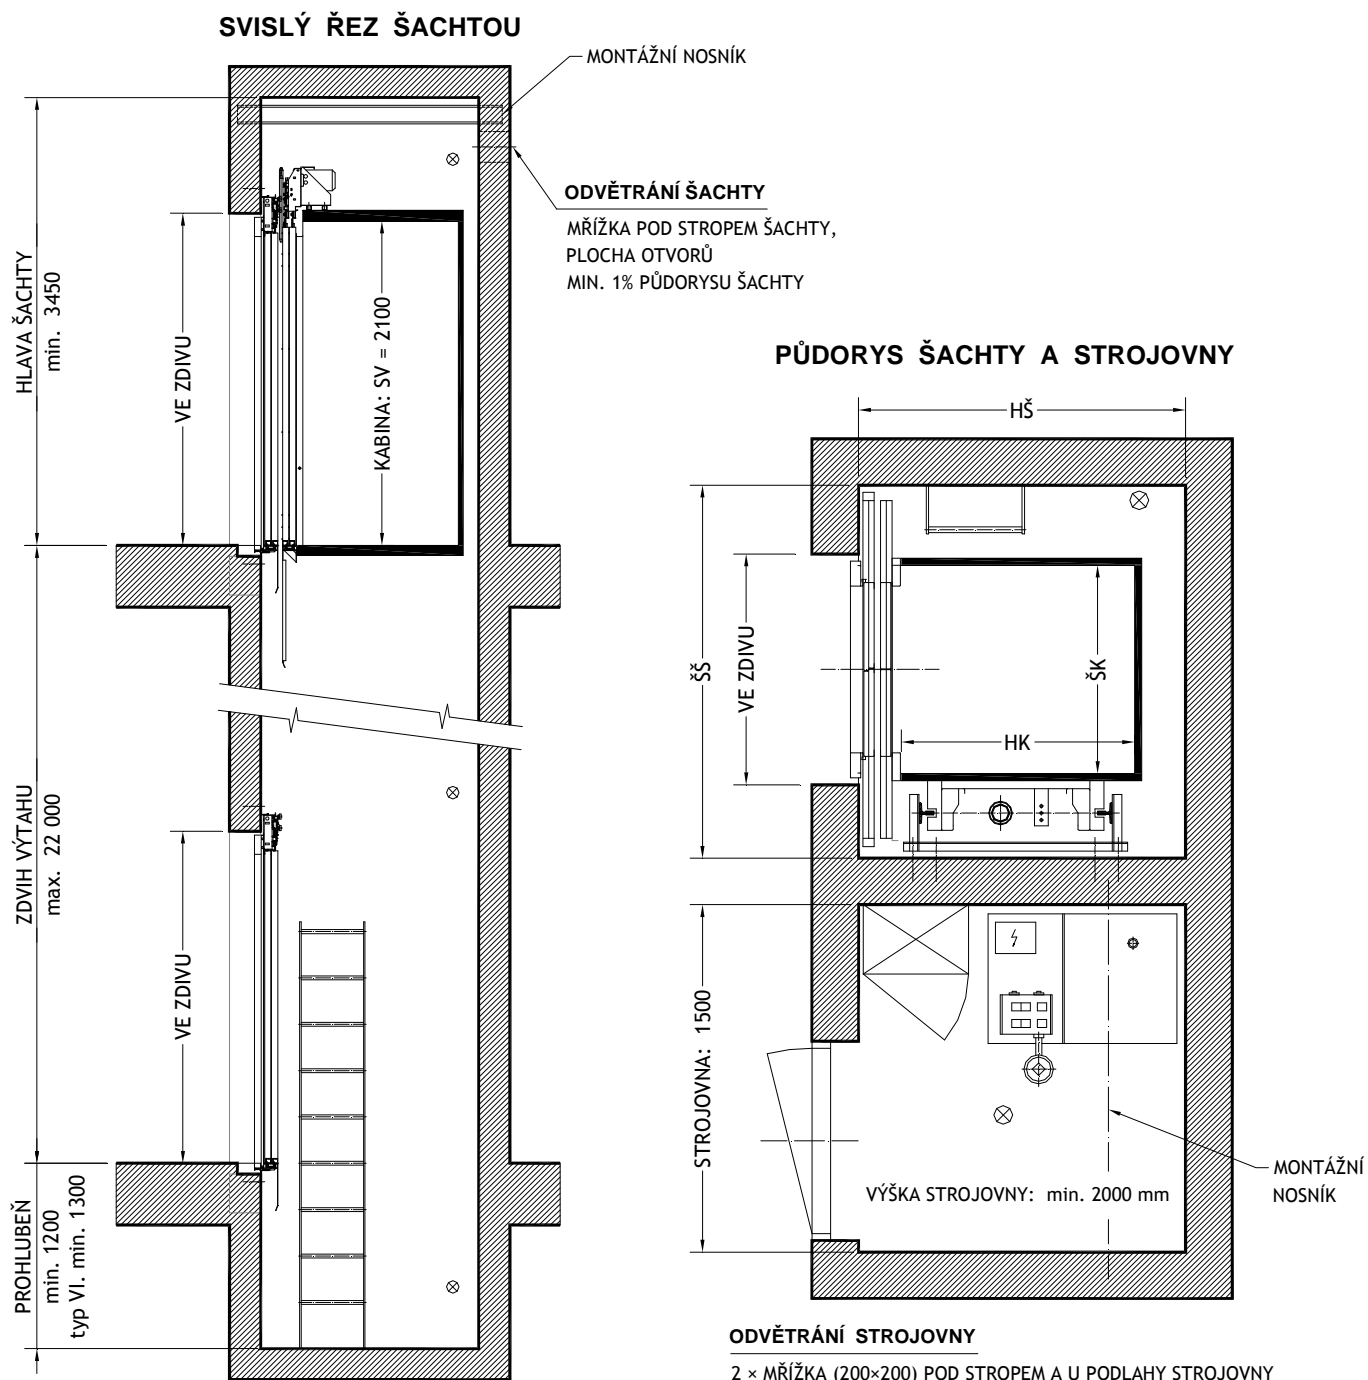 SVISLÝ ŘEZ ŠACHTOU
MONTÁŽNÍ NOSNÍK
ODVĚTRÁNÍ ŠACHTY
MŘÍŽKA POD STROPEM ŠACHTY,
PLOCHA OTVORŮ
MIN. 1% PŮDORYSU ŠACHTY
HLAVA ŠACHTY
min. 3450
VE ZDIVU
KABINA: SV = 2100
ZDVIH VÝTAHU
max. 22 000
VE ZDIVU
PROHLUBEŇ
min. 1200
typ VI. min. 1300
PŮDORYS ŠACHTY A STROJOVNY
HŠ
ŠŠ
VE ZDIVU
ŠK
HK
STROJOVNA: 1500
VÝŠKA STROJOVNY: min. 2000 mm
MONTÁŽNÍ
NOSNÍK
ODVĚTRÁNÍ STROJOVNY
2 × MŘÍŽKA (200×200) POD STROPEM A U PODLAHY STROJOVNY